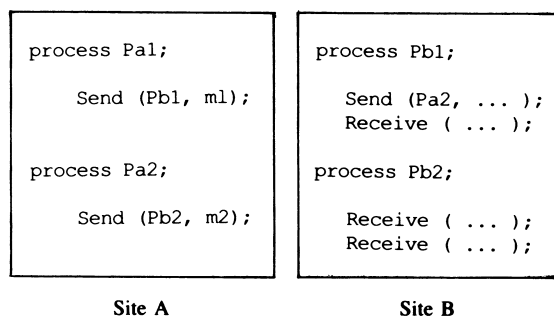 process Pa1;
Send (Pb1, m1);
process Pa2;
Send (Pb2, m2);
Site A
process Pb1;
Send (Pa2, ... );
Receive ( ... );
process Pb2;
Receive ( ... );
Receive ( ... );
Site B